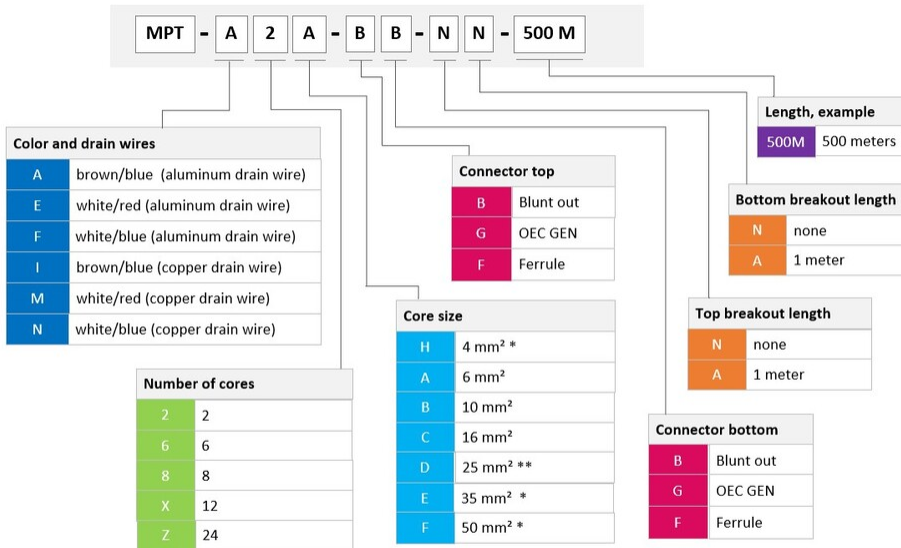 MPT - A 2 A - B B - N N - 500 M
Color and drain wires
A brown/blue (aluminum drain wire)
E white/red (aluminum drain wire)
F white/blue (aluminum drain wire)
I brown/blue (copper drain wire)
M white/red (copper drain wire)
N white/blue (copper drain wire)
Number of cores
2 2
6 6
8 8
X 12
Z 24
Connector top
B Blunt out
G OEC GEN
F Ferrule
Core size
H 4 mm² *
A 6 mm²
B 10 mm²
C 16 mm²
D 25 mm² **
E 35 mm² *
F 50 mm² *
Length, example
500M 500 meters
Bottom breakout length
N none
A 1 meter
Top breakout length
N none
A 1 meter
Connector bottom
B Blunt out
G OEC GEN
F Ferrule